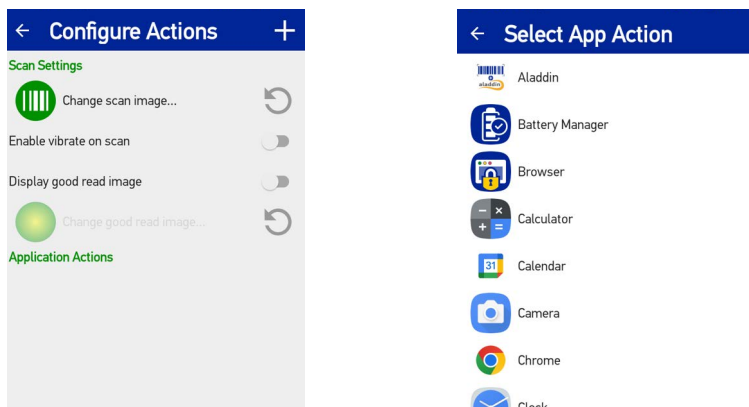 Configure Actions
Scan Settings
Change scan image...
Enable vibrate on scan
Display good read image
Change good read image...
Application Actions
Select App Action
aladdin
Aladdin
Battery Manager
Browser
Calculator
31
Calendar
Camera
Chrome
Clock